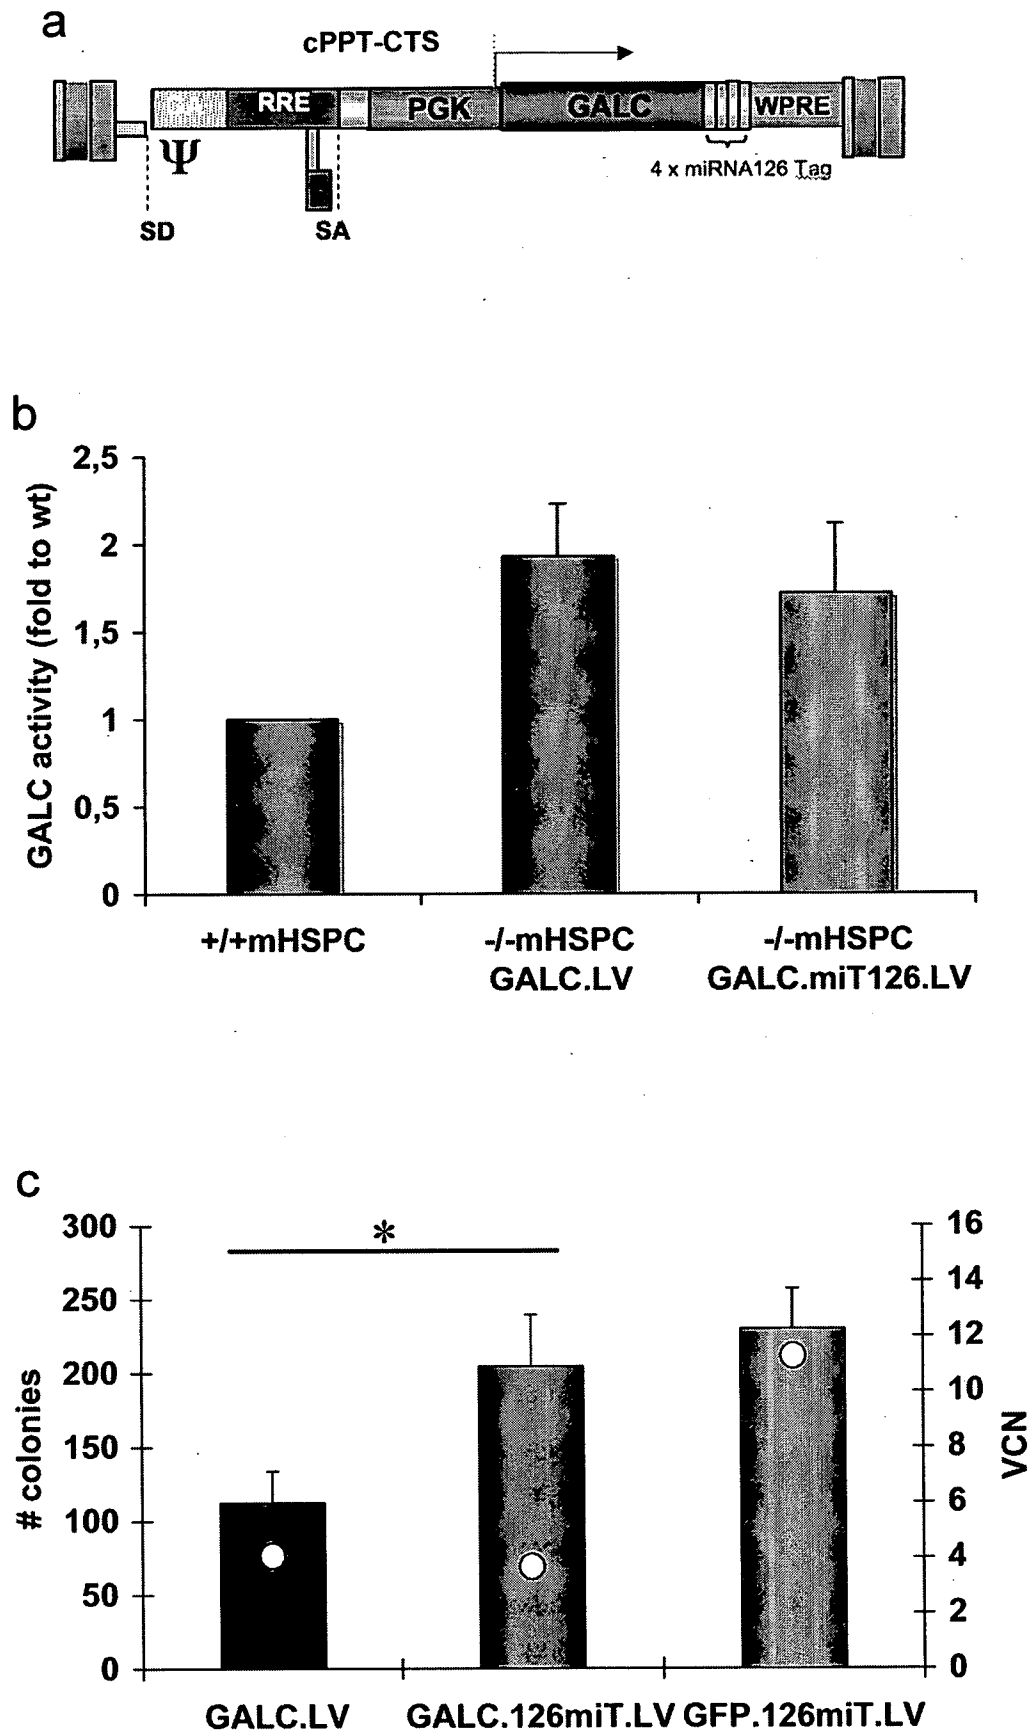 a
cPPT-CTS
RRE PGK GALC WPRE
Ψ
4 x miRNA126 Tag
SD SA
b
GALC activity (fold to wt)
2,5
2
1,5
1
0,5
0
+/+mHSPC
-/-mHSPC
GALC.LV
-/-mHSPC
GALC.miT126.LV
c
# colonies
300
250
200
150
100
50
0
*
16
14
12
10
8
6
4
2
0
VCN
GALC.LV GALC.126miT.LV GFP.126miT.LV